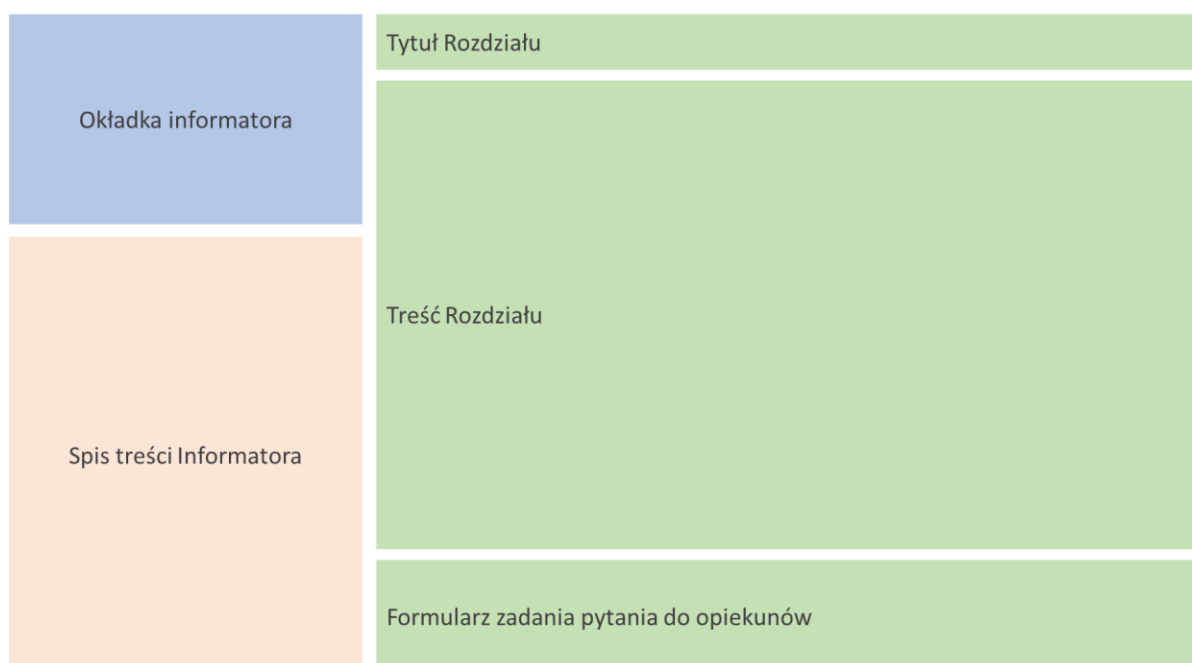 Okładka informatora
Spis treści Informatora
Tytuł Rozdziału
Treść Rozdziału
Formularz zadania pytania do opiekunów